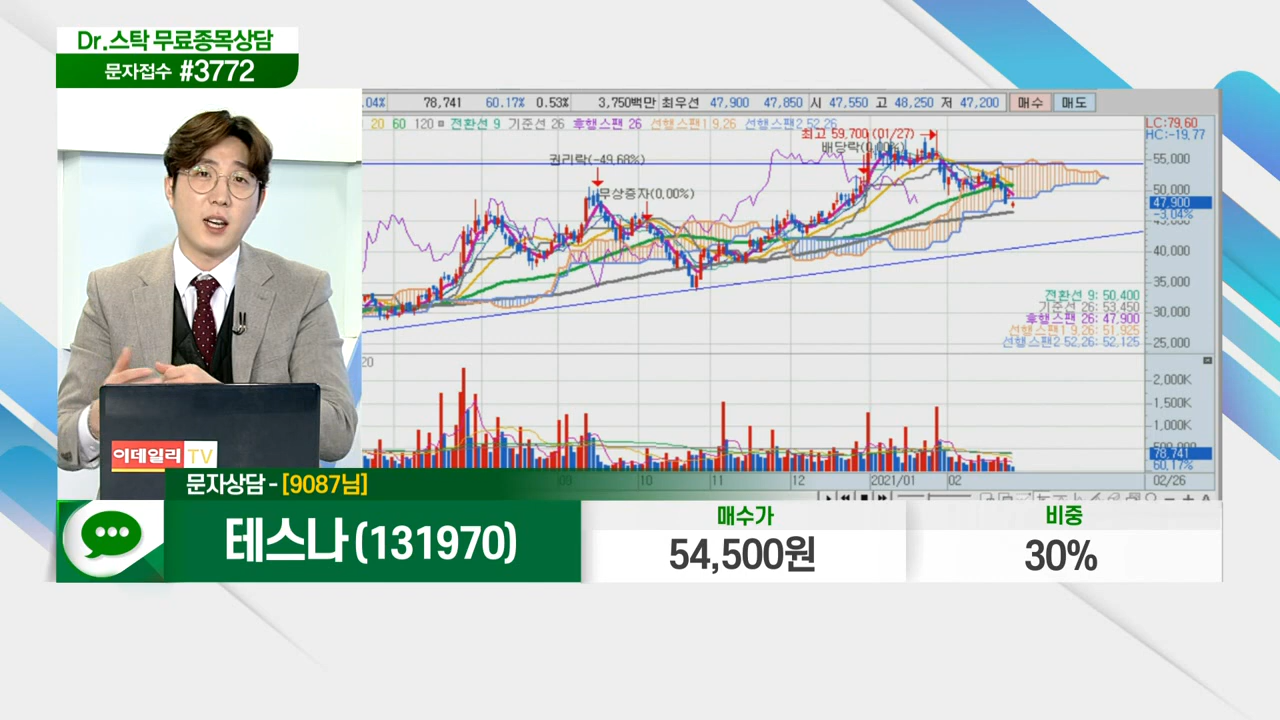 Dr.스탁 무료종목상담
문자접수 #3772
.04% 78,741 60.17% 0.53% 3,750백만 최우선 47,900 47,850 시 47,550 고 48,250 저 47,200 매수 매도
20 60 120 전환선 9 기준선 26 후행스팬 26 선행스팬1 9,26 선행스팬2 52,26
LC:79.60
HC:-19.77
최고 59,700 (01/27)
배당락(0.00%)
권리락(-49.68%)
무상증자(0.00%)
55,000
50,000
47,900
-3.04%
45,000
40,000
35,000
30,000
25,000
전환선 9: 50,400
기준선 26: 53,450
후행스팬 26: 47,900
선행스팬1 9,26: 51,925
선행스팬2 52,26: 52,125
20
2,000K
1,500K
1,000K
500,000
78,741
60.17%
09 10 11 12 2021/01 02 02/26
이데일리 TV
문자상담 - [9087님]
테스나 (131970)
매수가
54,500원
비중
30%